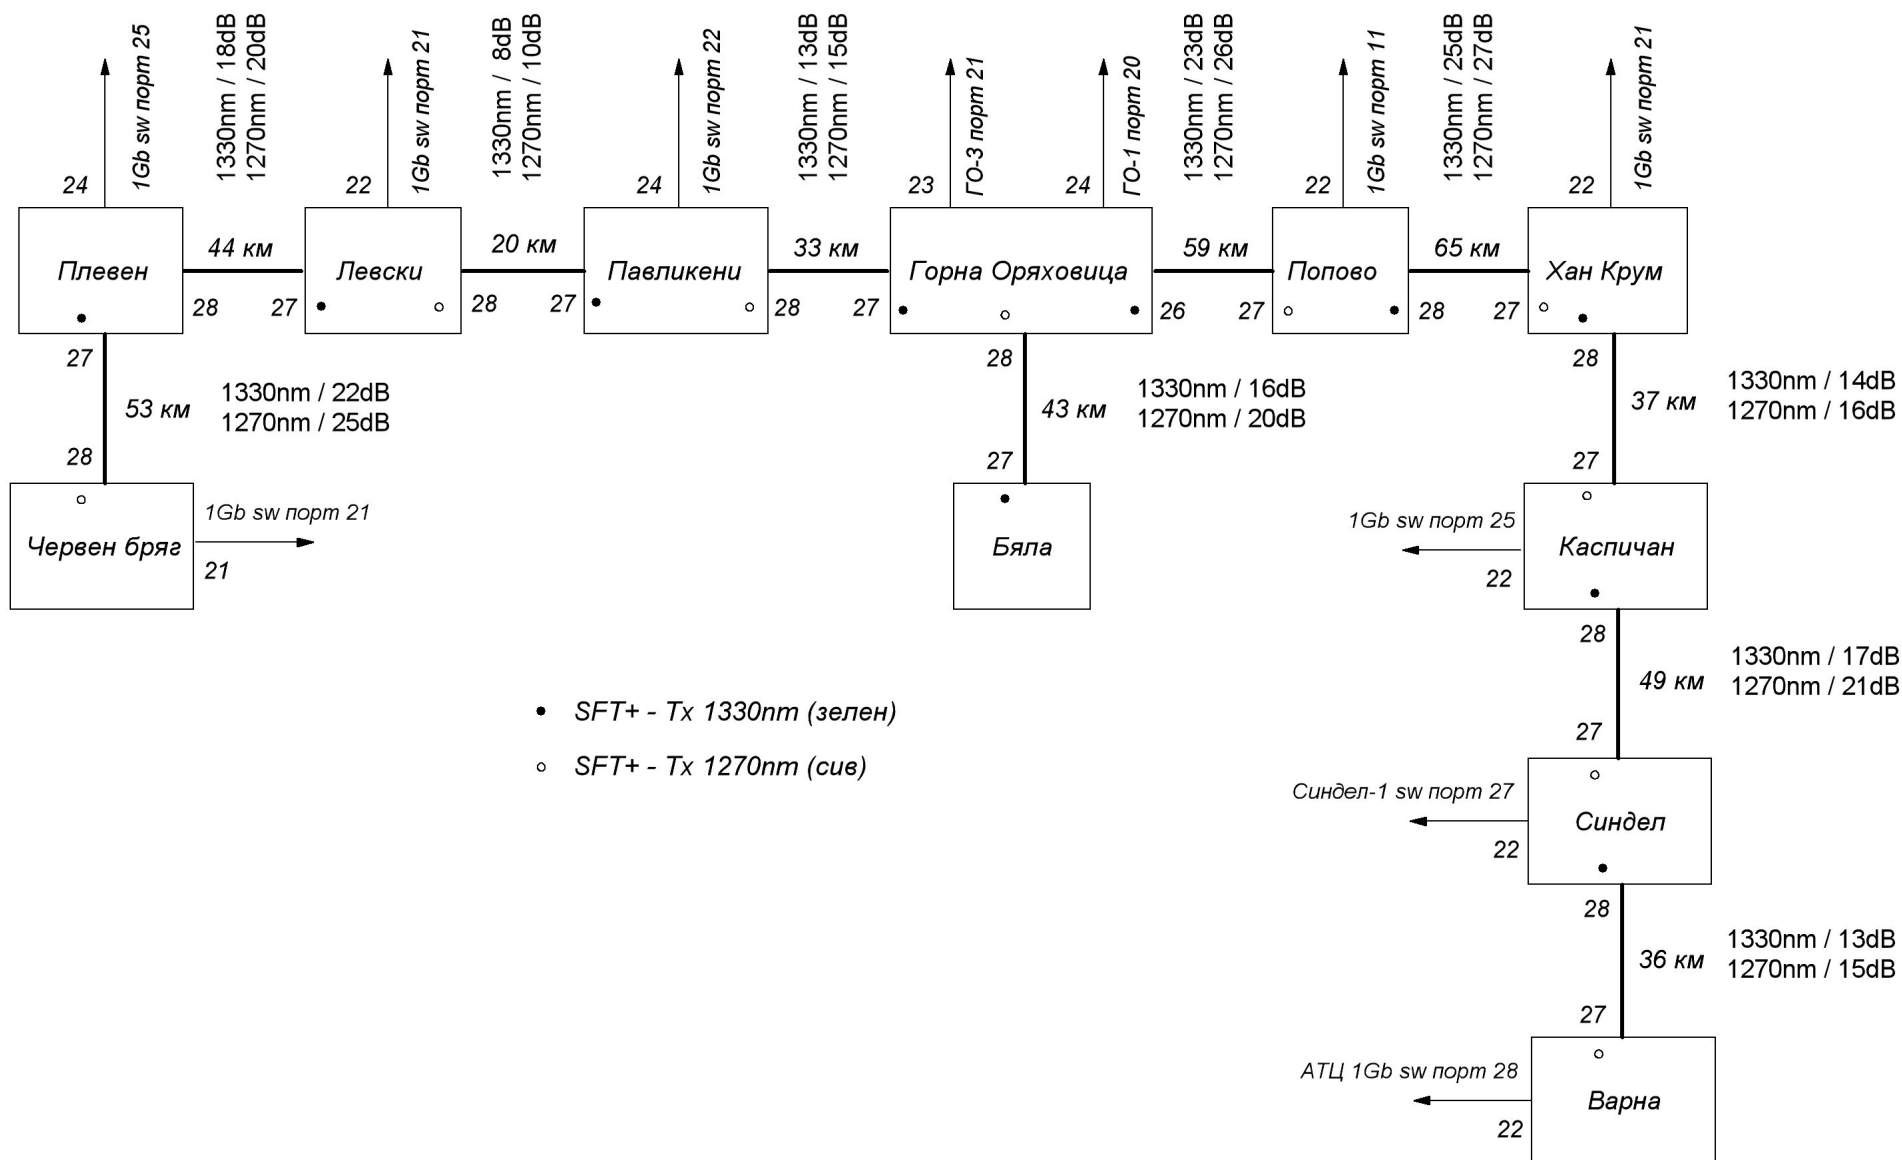 1Gb sw порт 25
1330nm / 18dB
1270nm / 20dB
1Gb sw порт 21
1330nm / 8dB
1270nm / 10dB
1Gb sw порт 22
1330nm / 13dB
1270nm / 15dB
ГО-3 порт 21
ГО-1 порт 20
1330nm / 23dB
1270nm / 26dB
1Gb sw порт 11
1330nm / 25dB
1270nm / 27dB
1Gb sw порт 21
24
22
24
23
24
22
22
Плевен
44 км
Левски
20 км
Павликени
33 км
Горна Оряховица
59 км
Попово
65 км
Хан Крум
28
27
28
27
28
27
26
27
28
27
27
53 км
1330nm / 22dB
1270nm / 25dB
28
28
43 км
1330nm / 16dB
1270nm / 20dB
27
28
37 км
1330nm / 14dB
1270nm / 16dB
27
Червен бряг
1Gb sw порт 21
21
Бяла
1Gb sw порт 25
22
Каспичан
28
49 км
1330nm / 17dB
1270nm / 21dB
27
SFT+ - Tx 1330nm (зелен)
SFT+ - Tx 1270nm (сив)
Синдел-1 sw порт 27
22
Синдел
28
36 км
1330nm / 13dB
1270nm / 15dB
27
АТЦ 1Gb sw порт 28
22
Варна